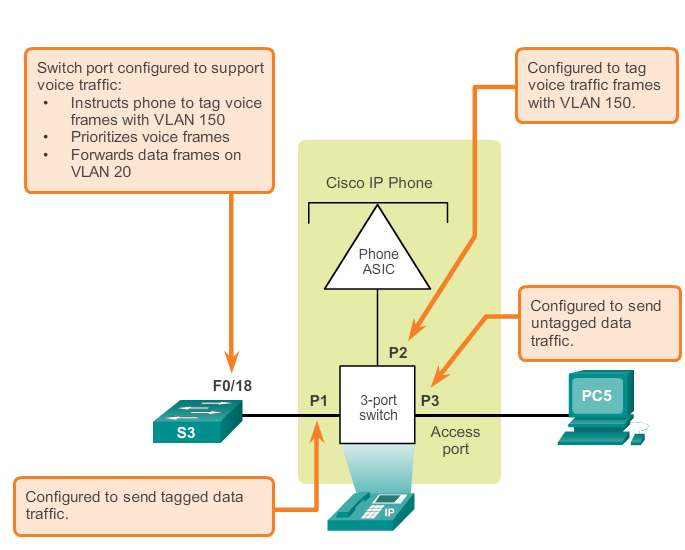 Switch port configured to support
voice traffic:
• Instructs phone to tag voice
frames with VLAN 150
• Prioritizes voice frames
• Forwards data frames on
VLAN 20
Configured to tag
voice traffic frames
with VLAN 150.
Cisco IP Phone
Phone
ASIC
Configured to send
untagged data
traffic.
P2
F0/18
P1
3-port
switch
P3
PC5
S3
Access
port
Configured to send tagged data
traffic.
IP